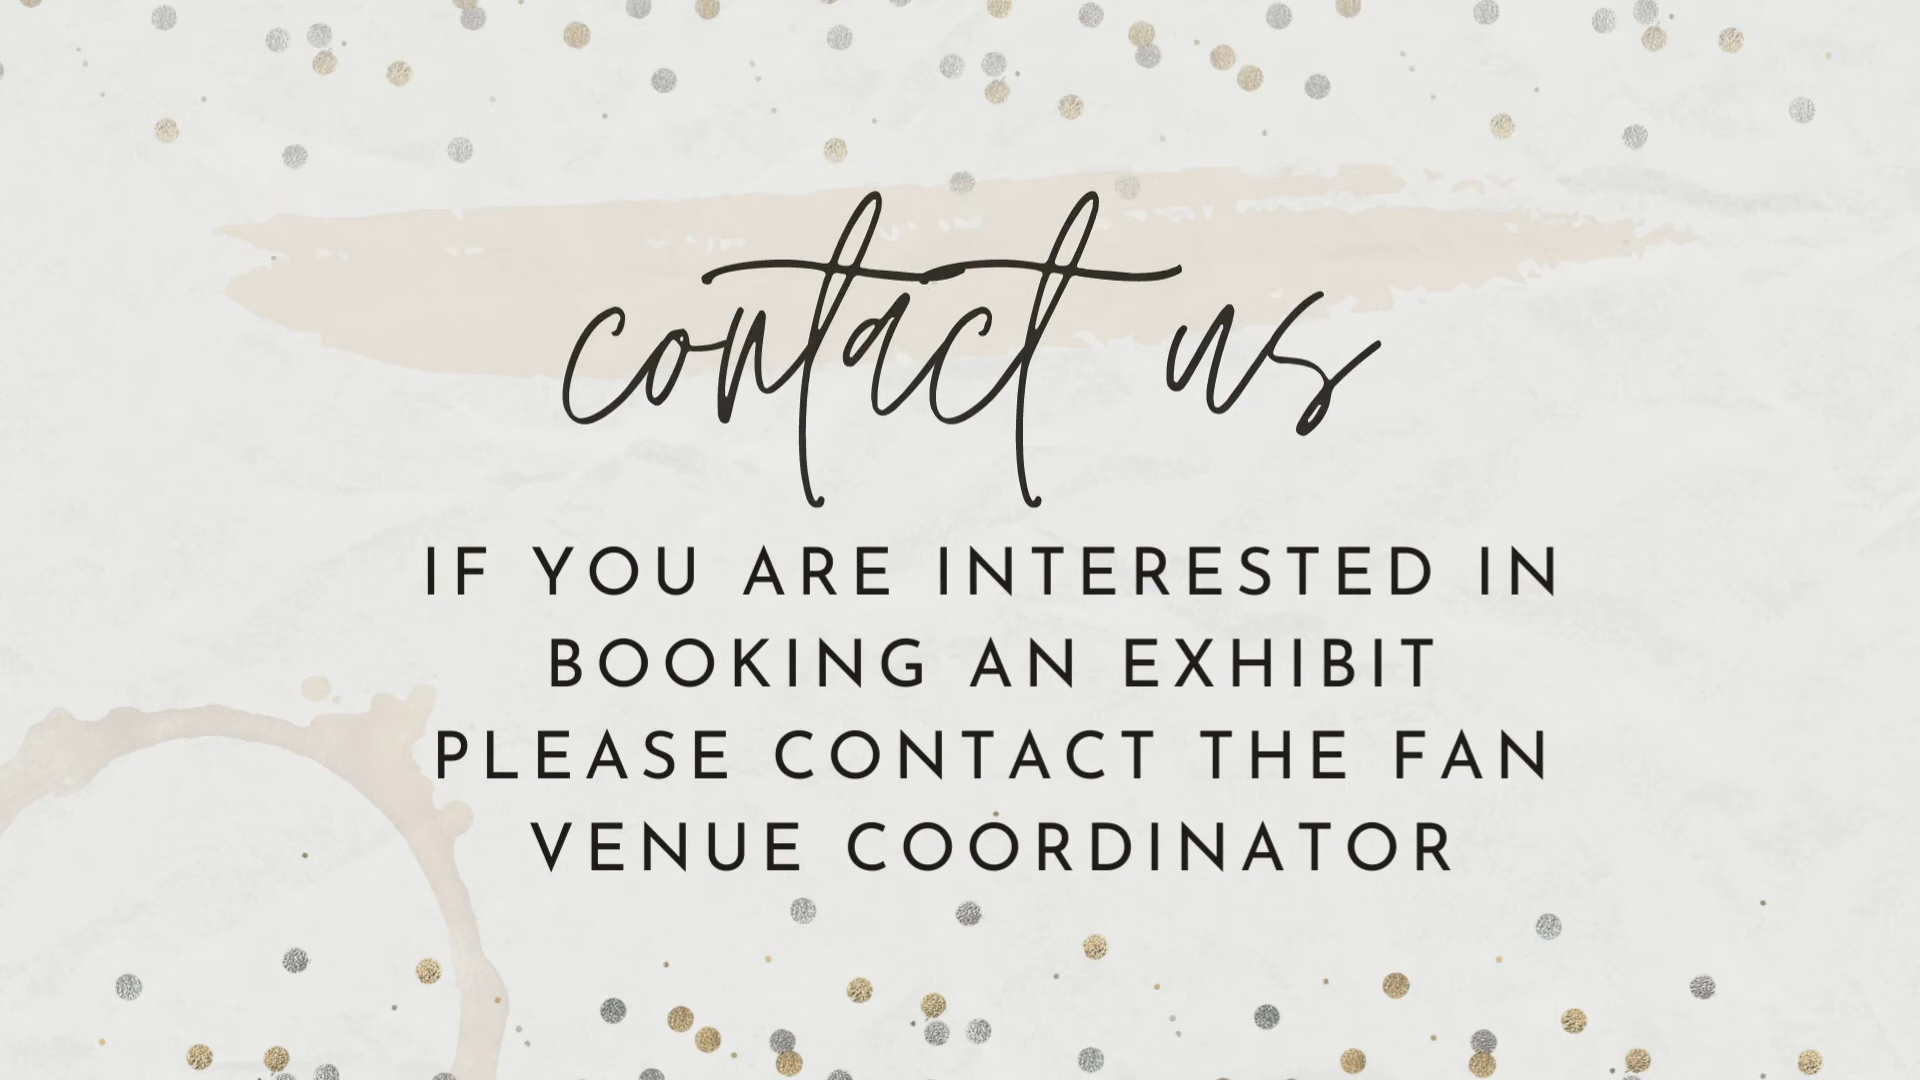 contact us
IF YOU ARE INTERESTED IN
BOOKING AN EXHIBIT
PLEASE CONTACT THE FAN
VENUE COORDINATOR